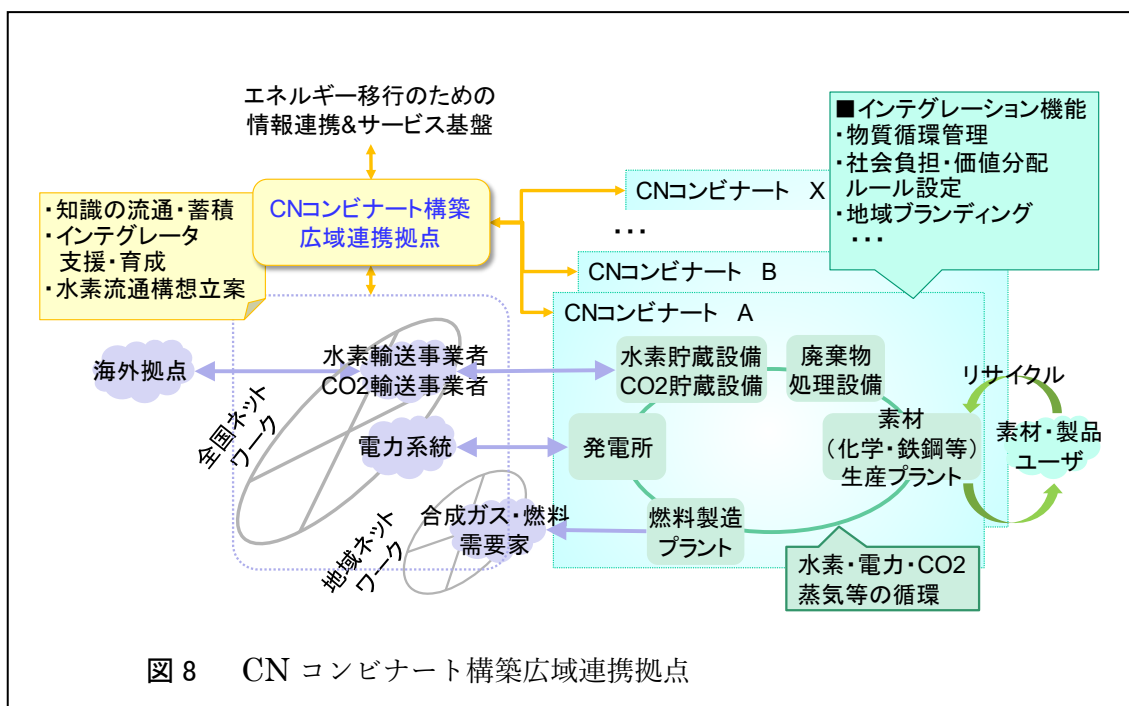 エネルギー移行のための
情報連携&サービス基盤
・知識の流通・蓄積
・インテグレータ
支援・育成
・水素流通構想立案
CNコンビナート構築
広域連携拠点
CNコンビナート X
・・・
CNコンビナート B
CNコンビナート A
■インテグレーション機能
・物質循環管理
・社会負担・価値分配
ルール設定
・地域ブランディング
・・・
海外拠点
水素輸送事業者
CO2輸送事業者
全国ネット
ワーク
電力系統
地域ネット
ワーク
合成ガス・燃料
需要家
水素貯蔵設備
CO2貯蔵設備
廃棄物
処理設備
発電所
素材
（化学・鉄鋼等）
生産プラント
燃料製造
プラント
リサイクル
素材・製品
ユーザ
水素・電力・CO2
蒸気等の循環
図 8 CN コンビナート構築広域連携拠点